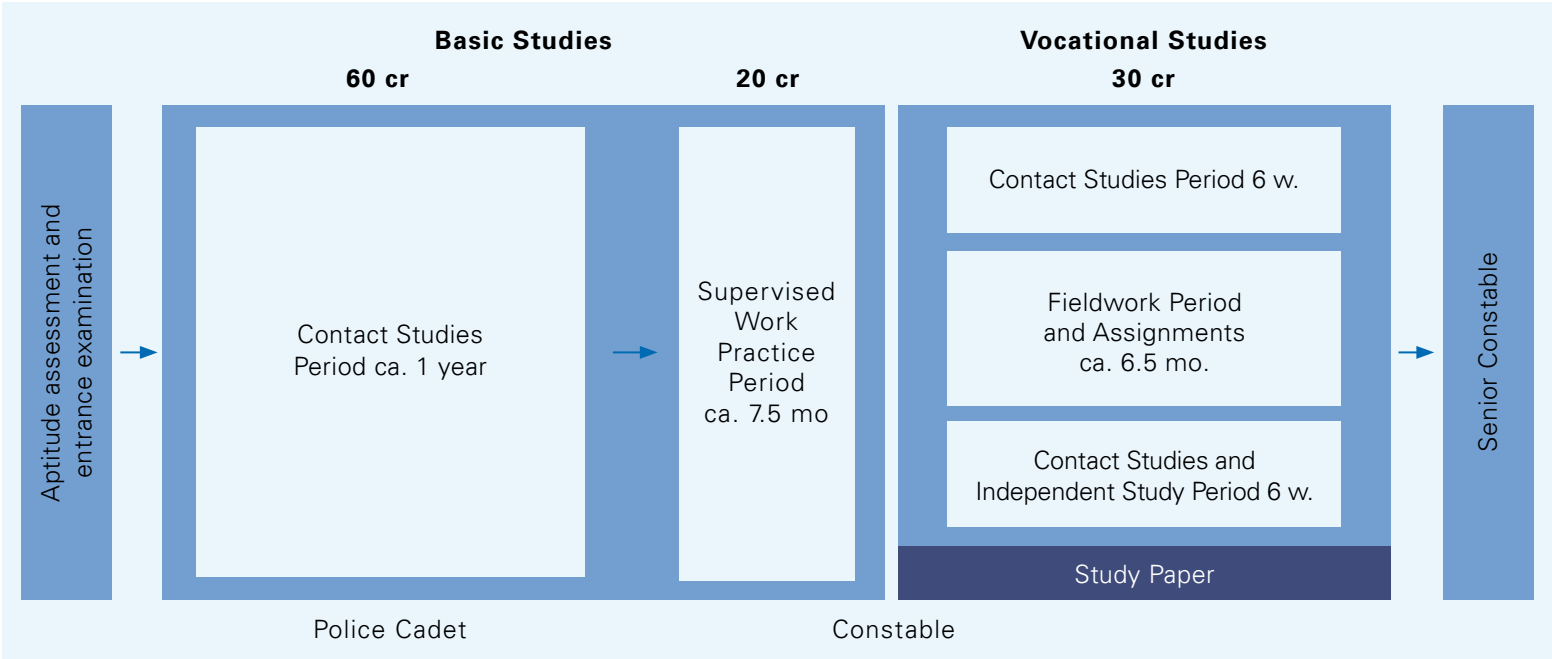 Basic Studies
60 cr
20 cr
Vocational Studies
30 cr
Aptitude assessment and
entrance examination
Contact Studies
Period ca. 1 year
Supervised
Work
Practice
Period
ca. 7.5 mo
Contact Studies Period 6 w.
Fieldwork Period
and Assignments
ca. 6.5 mo.
Contact Studies and
Independent Study Period 6 w.
Study Paper
Senior Constable
Police Cadet
Constable